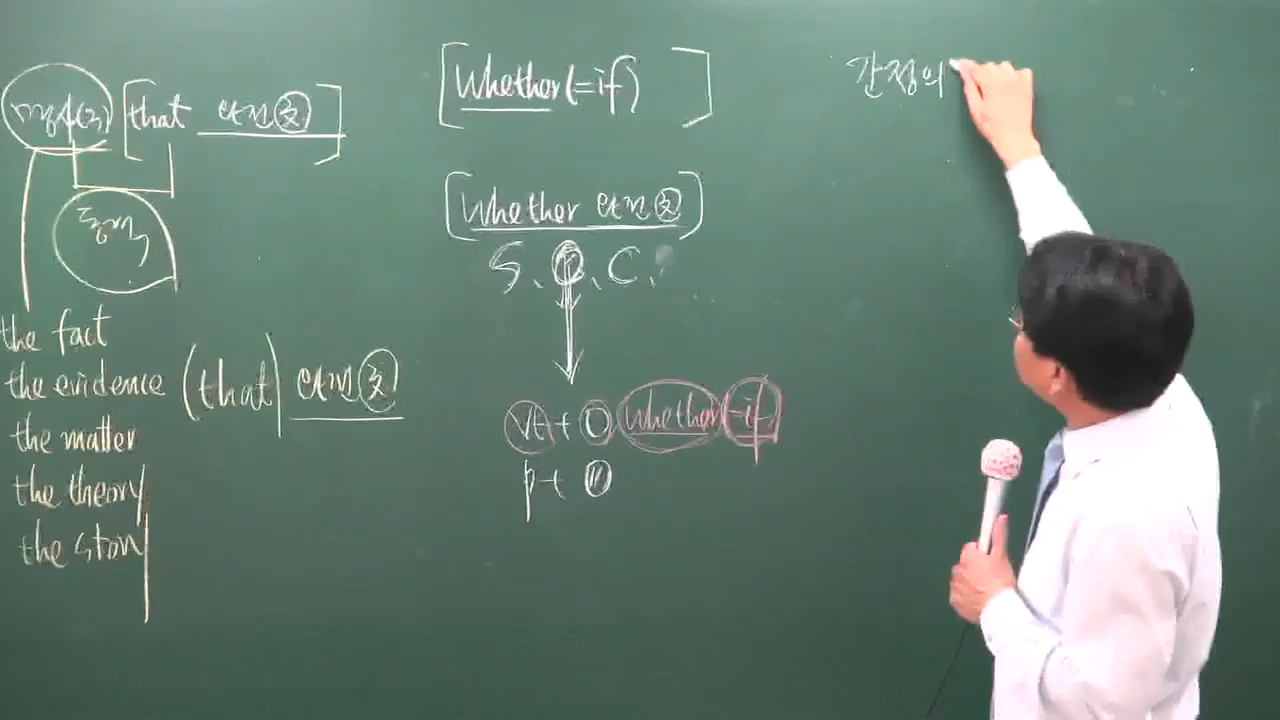 명사(구) [that 완전文]
동격
the fact
the evidence (that) 완전文
the matter
the theory
the story
[Whether(=if) ]
[Whether 완전文]
S, O, C,
Vt + O whether(=if)
p + O
간접의